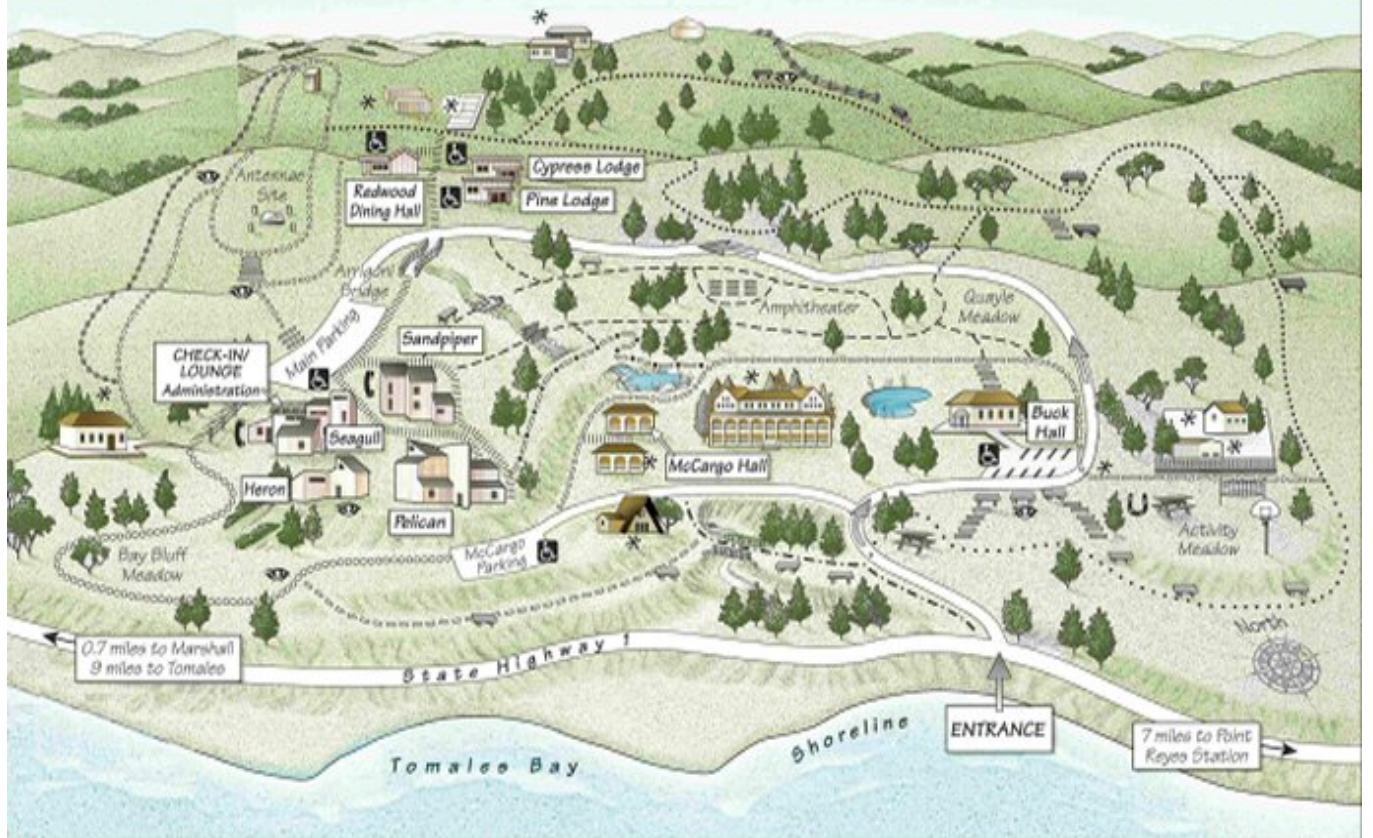 Antennae
Site
Redwood
Dining Hall
Cypress Lodge
Pine Lodge
Arrigoni
Bridge
Main Parking
Amphitheater
Quayle
Meadow
Sandpiper
CHECK-IN/
LOUNGE
Administration
Seagull
Heron
Pelican
McCargo Hall
Buck
Hall
Bay Bluff
Meadow
McCargo
Parking
Activity
Meadow
North
0.7 miles to Marshall
9 miles to Tomales
State Highway 1
ENTRANCE
7 miles to Point
Reyes Station
Shoreline
Tomales Bay